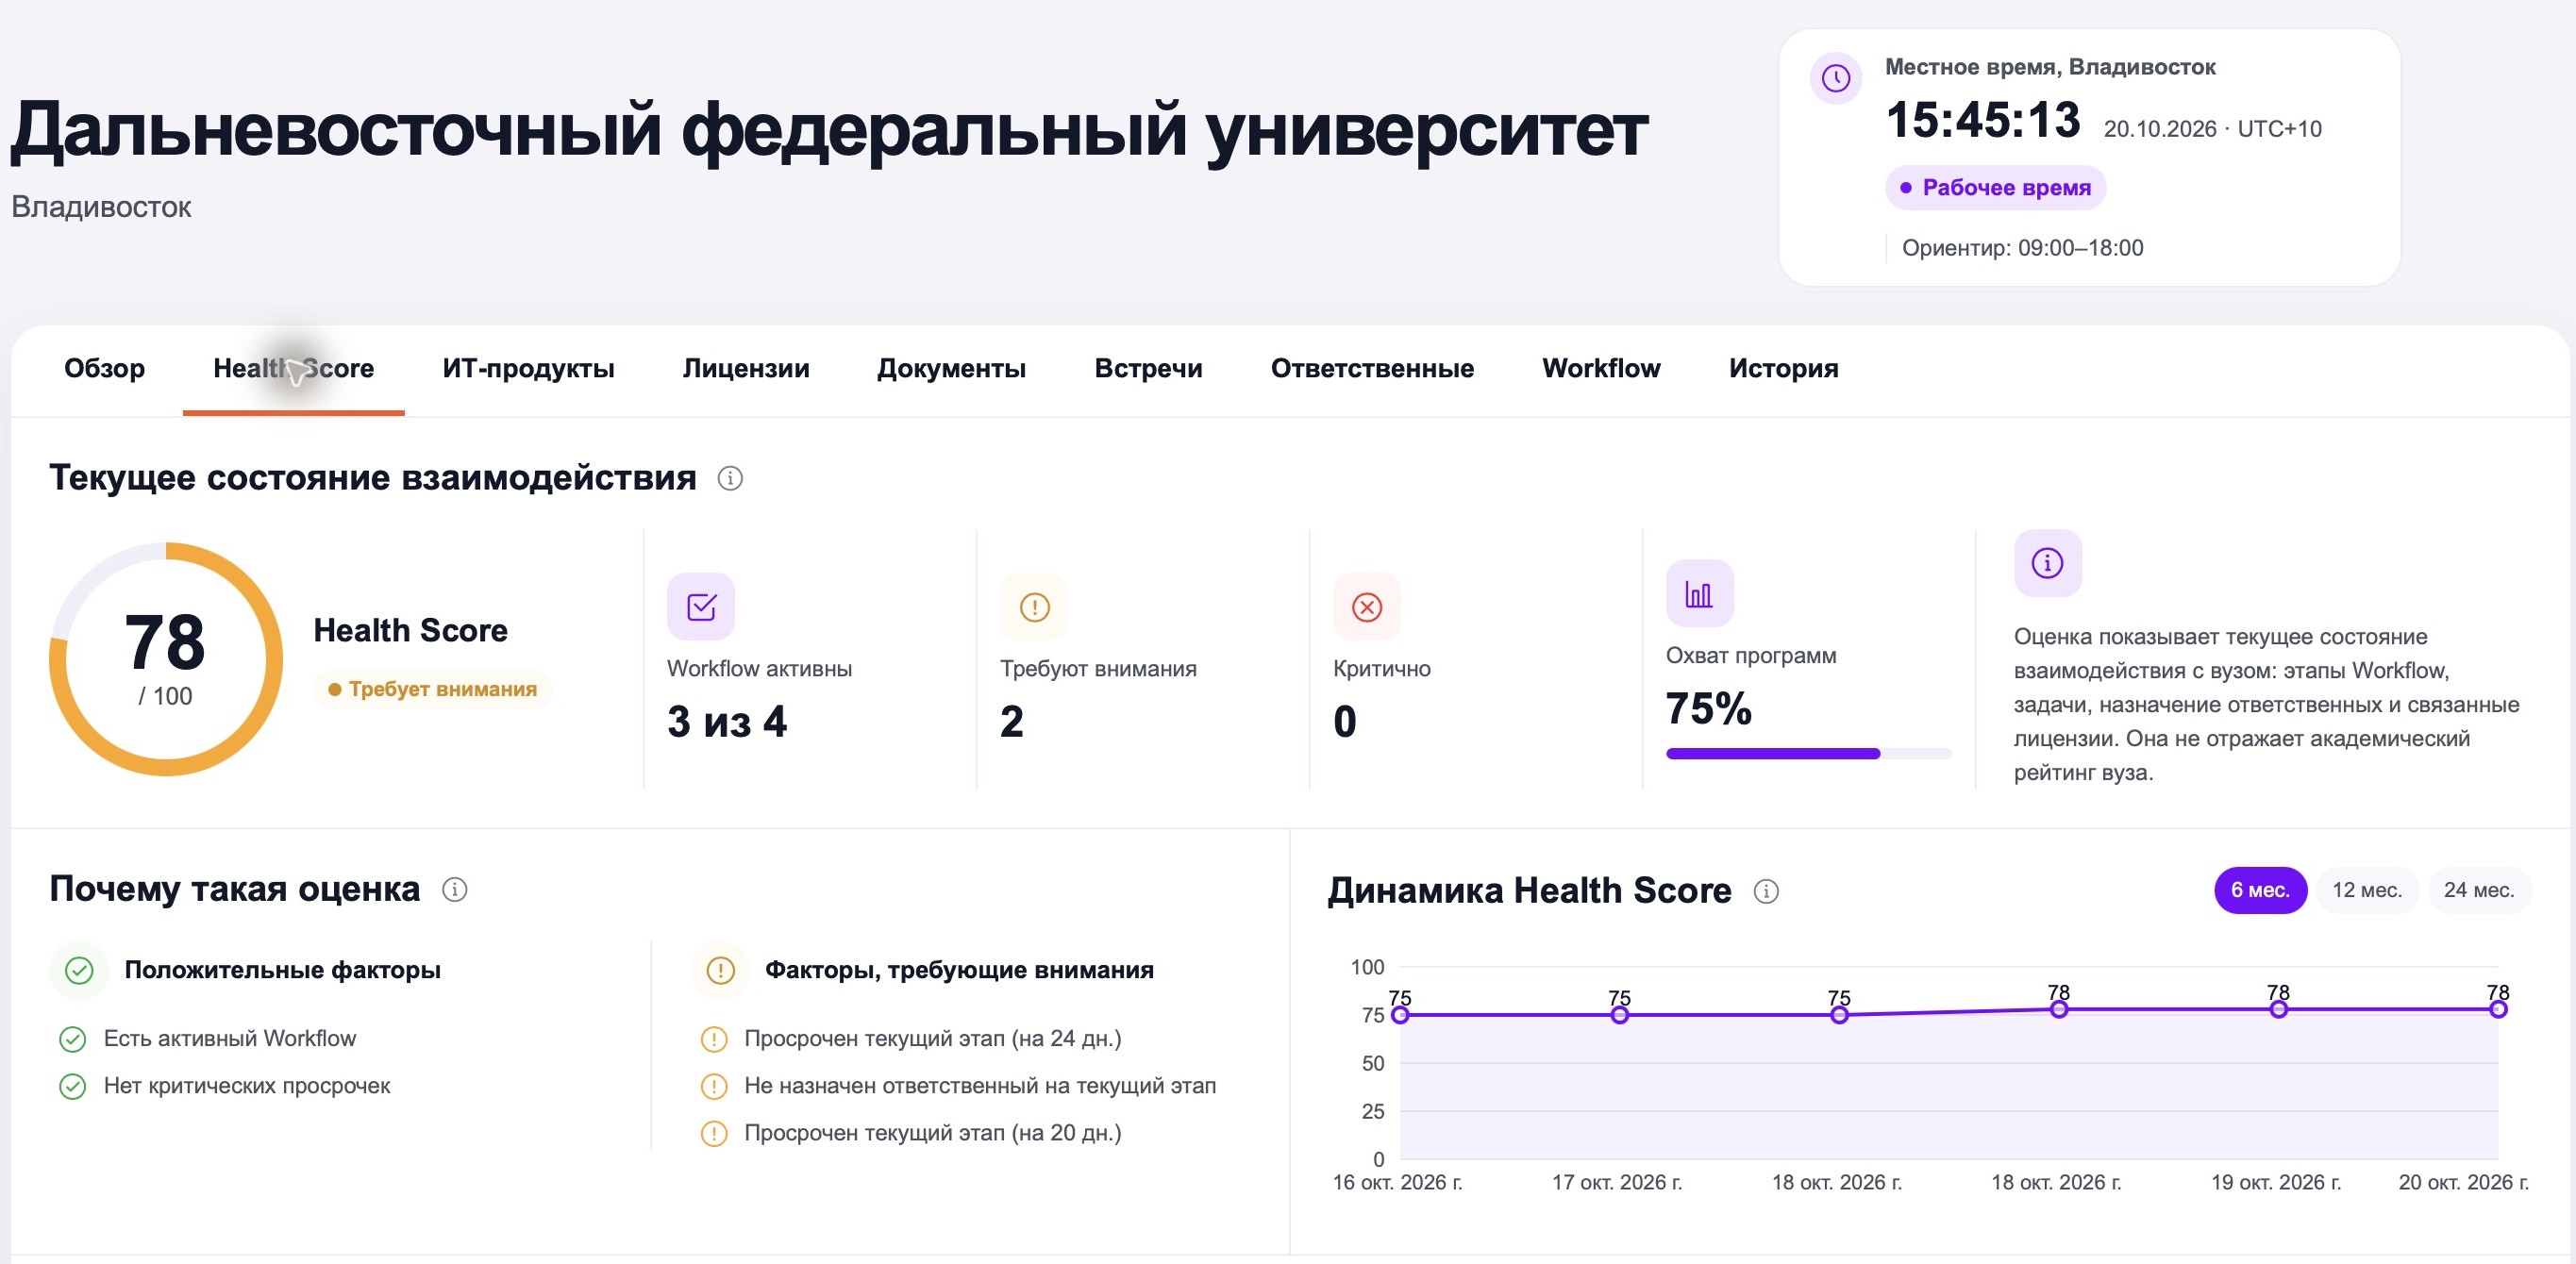 Дальневосточный федеральный университет
Владивосток
Местное время, Владивосток
15:45:13 20.10.2026 · UTC+10
Рабочее время
Ориентир: 09:00–18:00
Обзор Health Score ИТ-продукты Лицензии Документы Встречи Ответственные Workflow История
Текущее состояние взаимодействия
78
/ 100
Health Score
Требует внимания
Workflow активны
3 из 4
Требуют внимания
2
Критично
0
Охват программ
75%
Оценка показывает текущее состояние
взаимодействия с вузом: этапы Workflow,
задачи, назначение ответственных и связанные
лицензии. Она не отражает академический
рейтинг вуза.
Почему такая оценка
Положительные факторы
Есть активный Workflow
Нет критических просрочек
Факторы, требующие внимания
Просрочен текущий этап (на 24 дн.)
Не назначен ответственный на текущий этап
Просрочен текущий этап (на 20 дн.)
Динамика Health Score
6 мес. 12 мес. 24 мес.
100
75
50
25
0
75 75 75 78 78 78
16 окт. 2026 г. 17 окт. 2026 г. 18 окт. 2026 г. 18 окт. 2026 г. 19 окт. 2026 г. 20 окт. 2026 г.